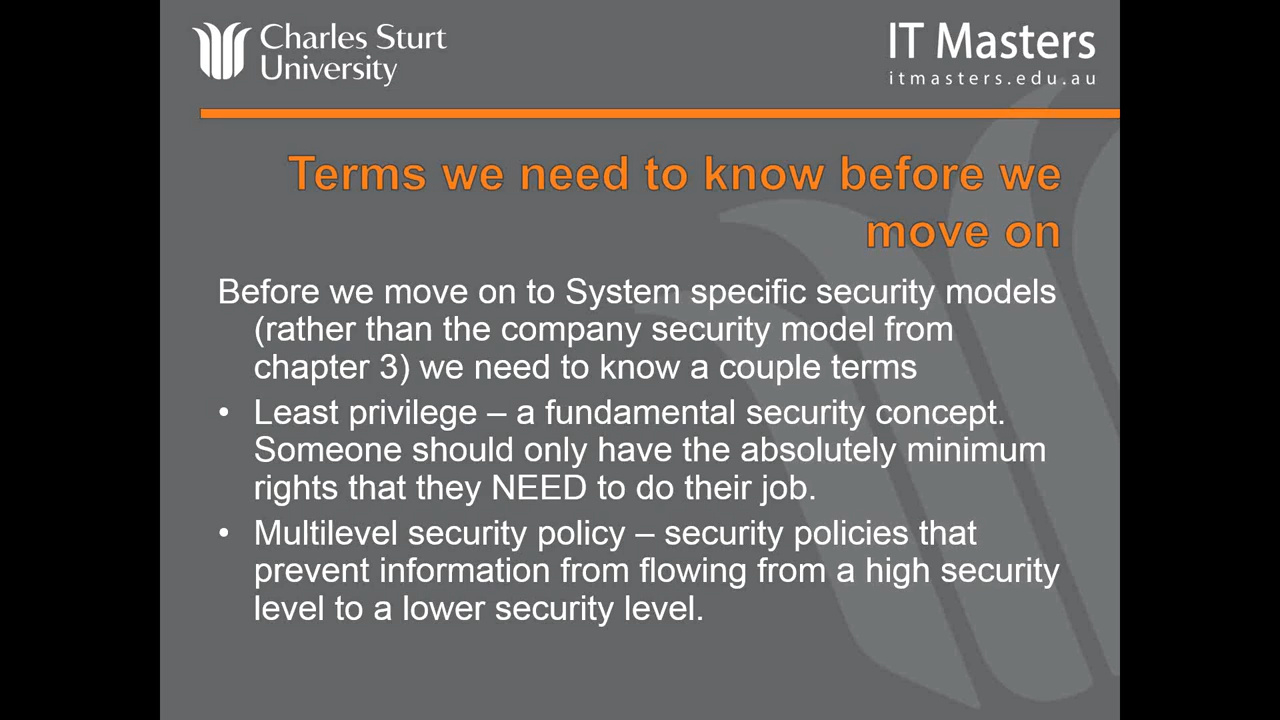 Charles Sturt
University
IT Masters
itmasters.edu.au
Terms we need to know before we
move on
Before we move on to System specific security models
(rather than the company security model from
chapter 3) we need to know a couple terms
• Least privilege – a fundamental security concept.
Someone should only have the absolutely minimum
rights that they NEED to do their job.
• Multilevel security policy – security policies that
prevent information from flowing from a high security
level to a lower security level.